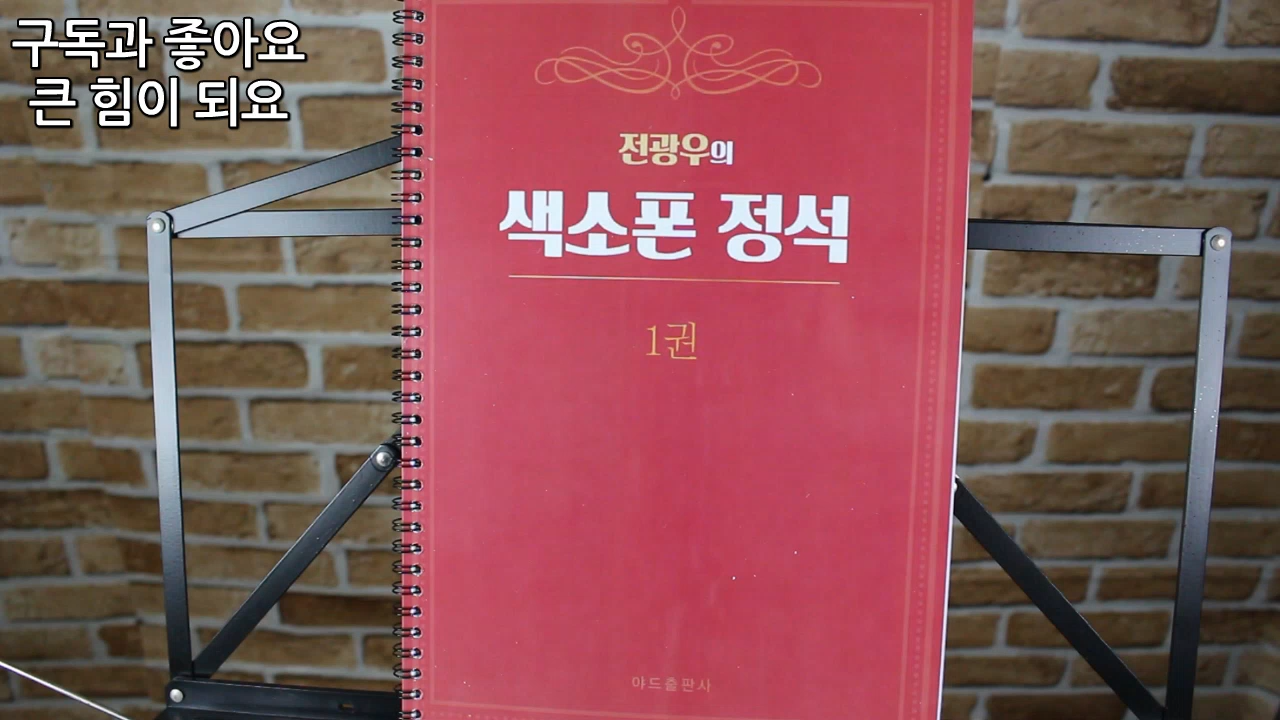 구독과 좋아요
큰 힘이 되요
전광우의
색소폰 정석
1권
야드출판사